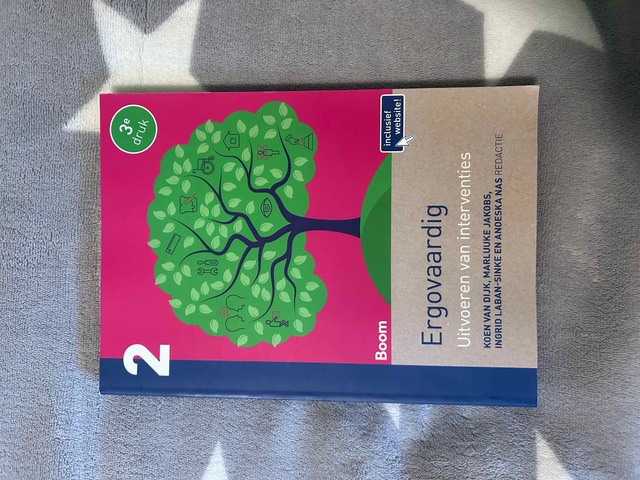 2
3e
druk
Boom
inclusief
website!
Ergovaardig
Uitvoeren van interventies
KOEN VAN DIJK, MARLUUKE JAKOBS,
INGRID LABAN-SINKE EN ANOESKA NAS REDACTIE